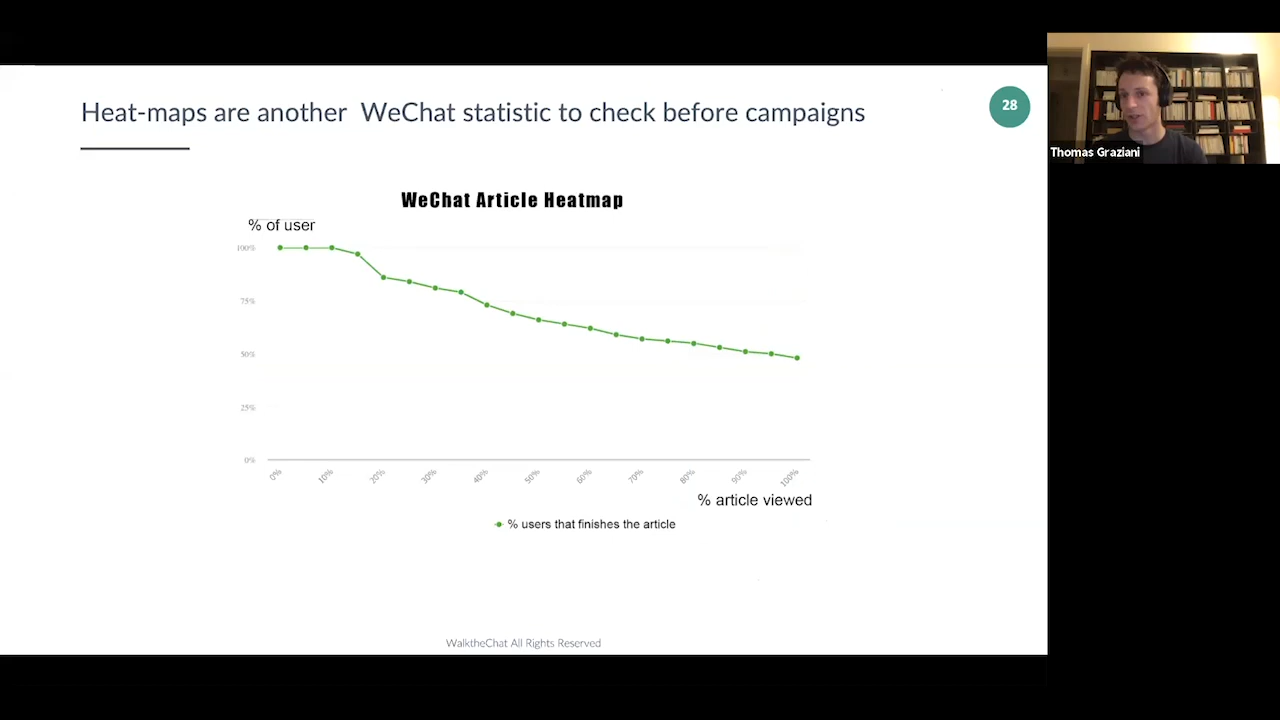 Heat-maps are another WeChat statistic to check before campaigns
28
Thomas Graziani
WeChat Article Heatmap
% of user
100%
75%
50%
25%
0%
0%
10%
20%
30%
40%
50%
60%
70%
80%
90%
100%
% article viewed
% users that finishes the article
WalktheChat All Rights Reserved